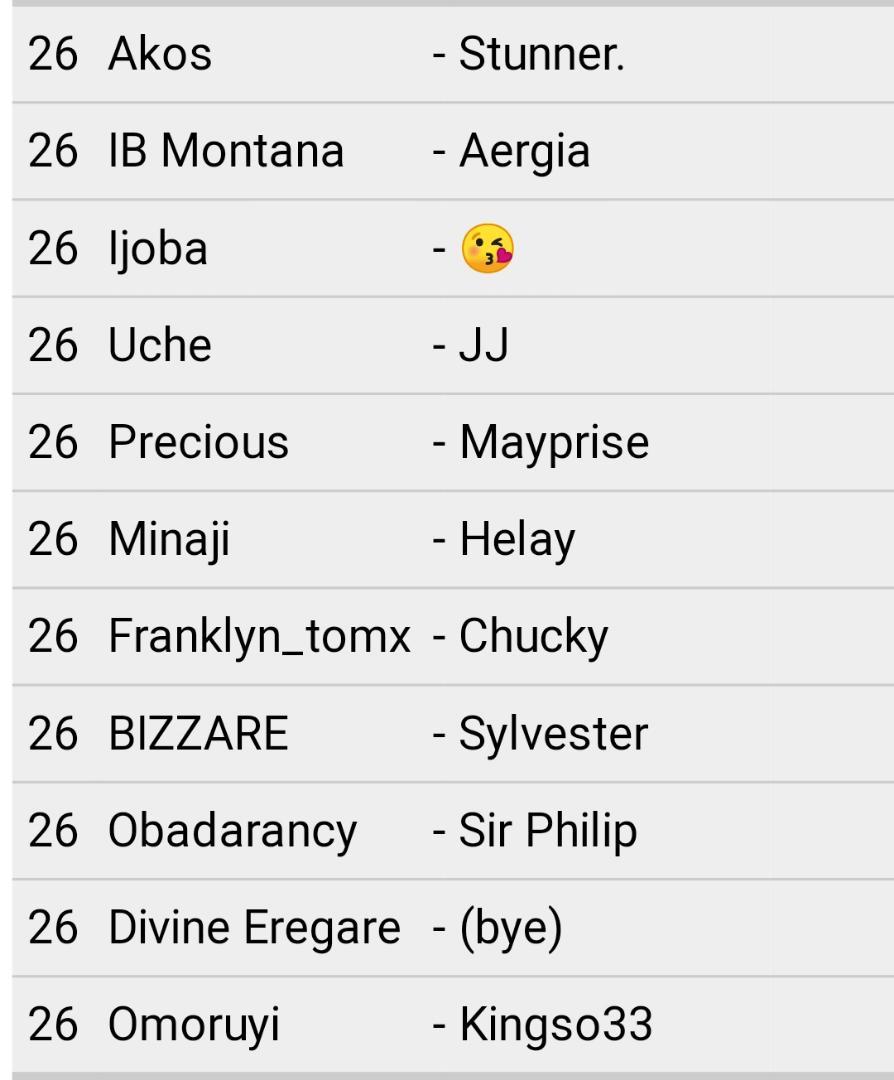 26 Akos - Stunner.
26 IB Montana - Aergia
26 Ijoba - 😘
26 Uche - JJ
26 Precious - Mayprise
26 Minaji - Helay
26 Franklyn_tomx - Chucky
26 BIZZARE - Sylvester
26 Obadarancy - Sir Philip
26 Divine Eregare - (bye)
26 Omoruyi - Kingso33